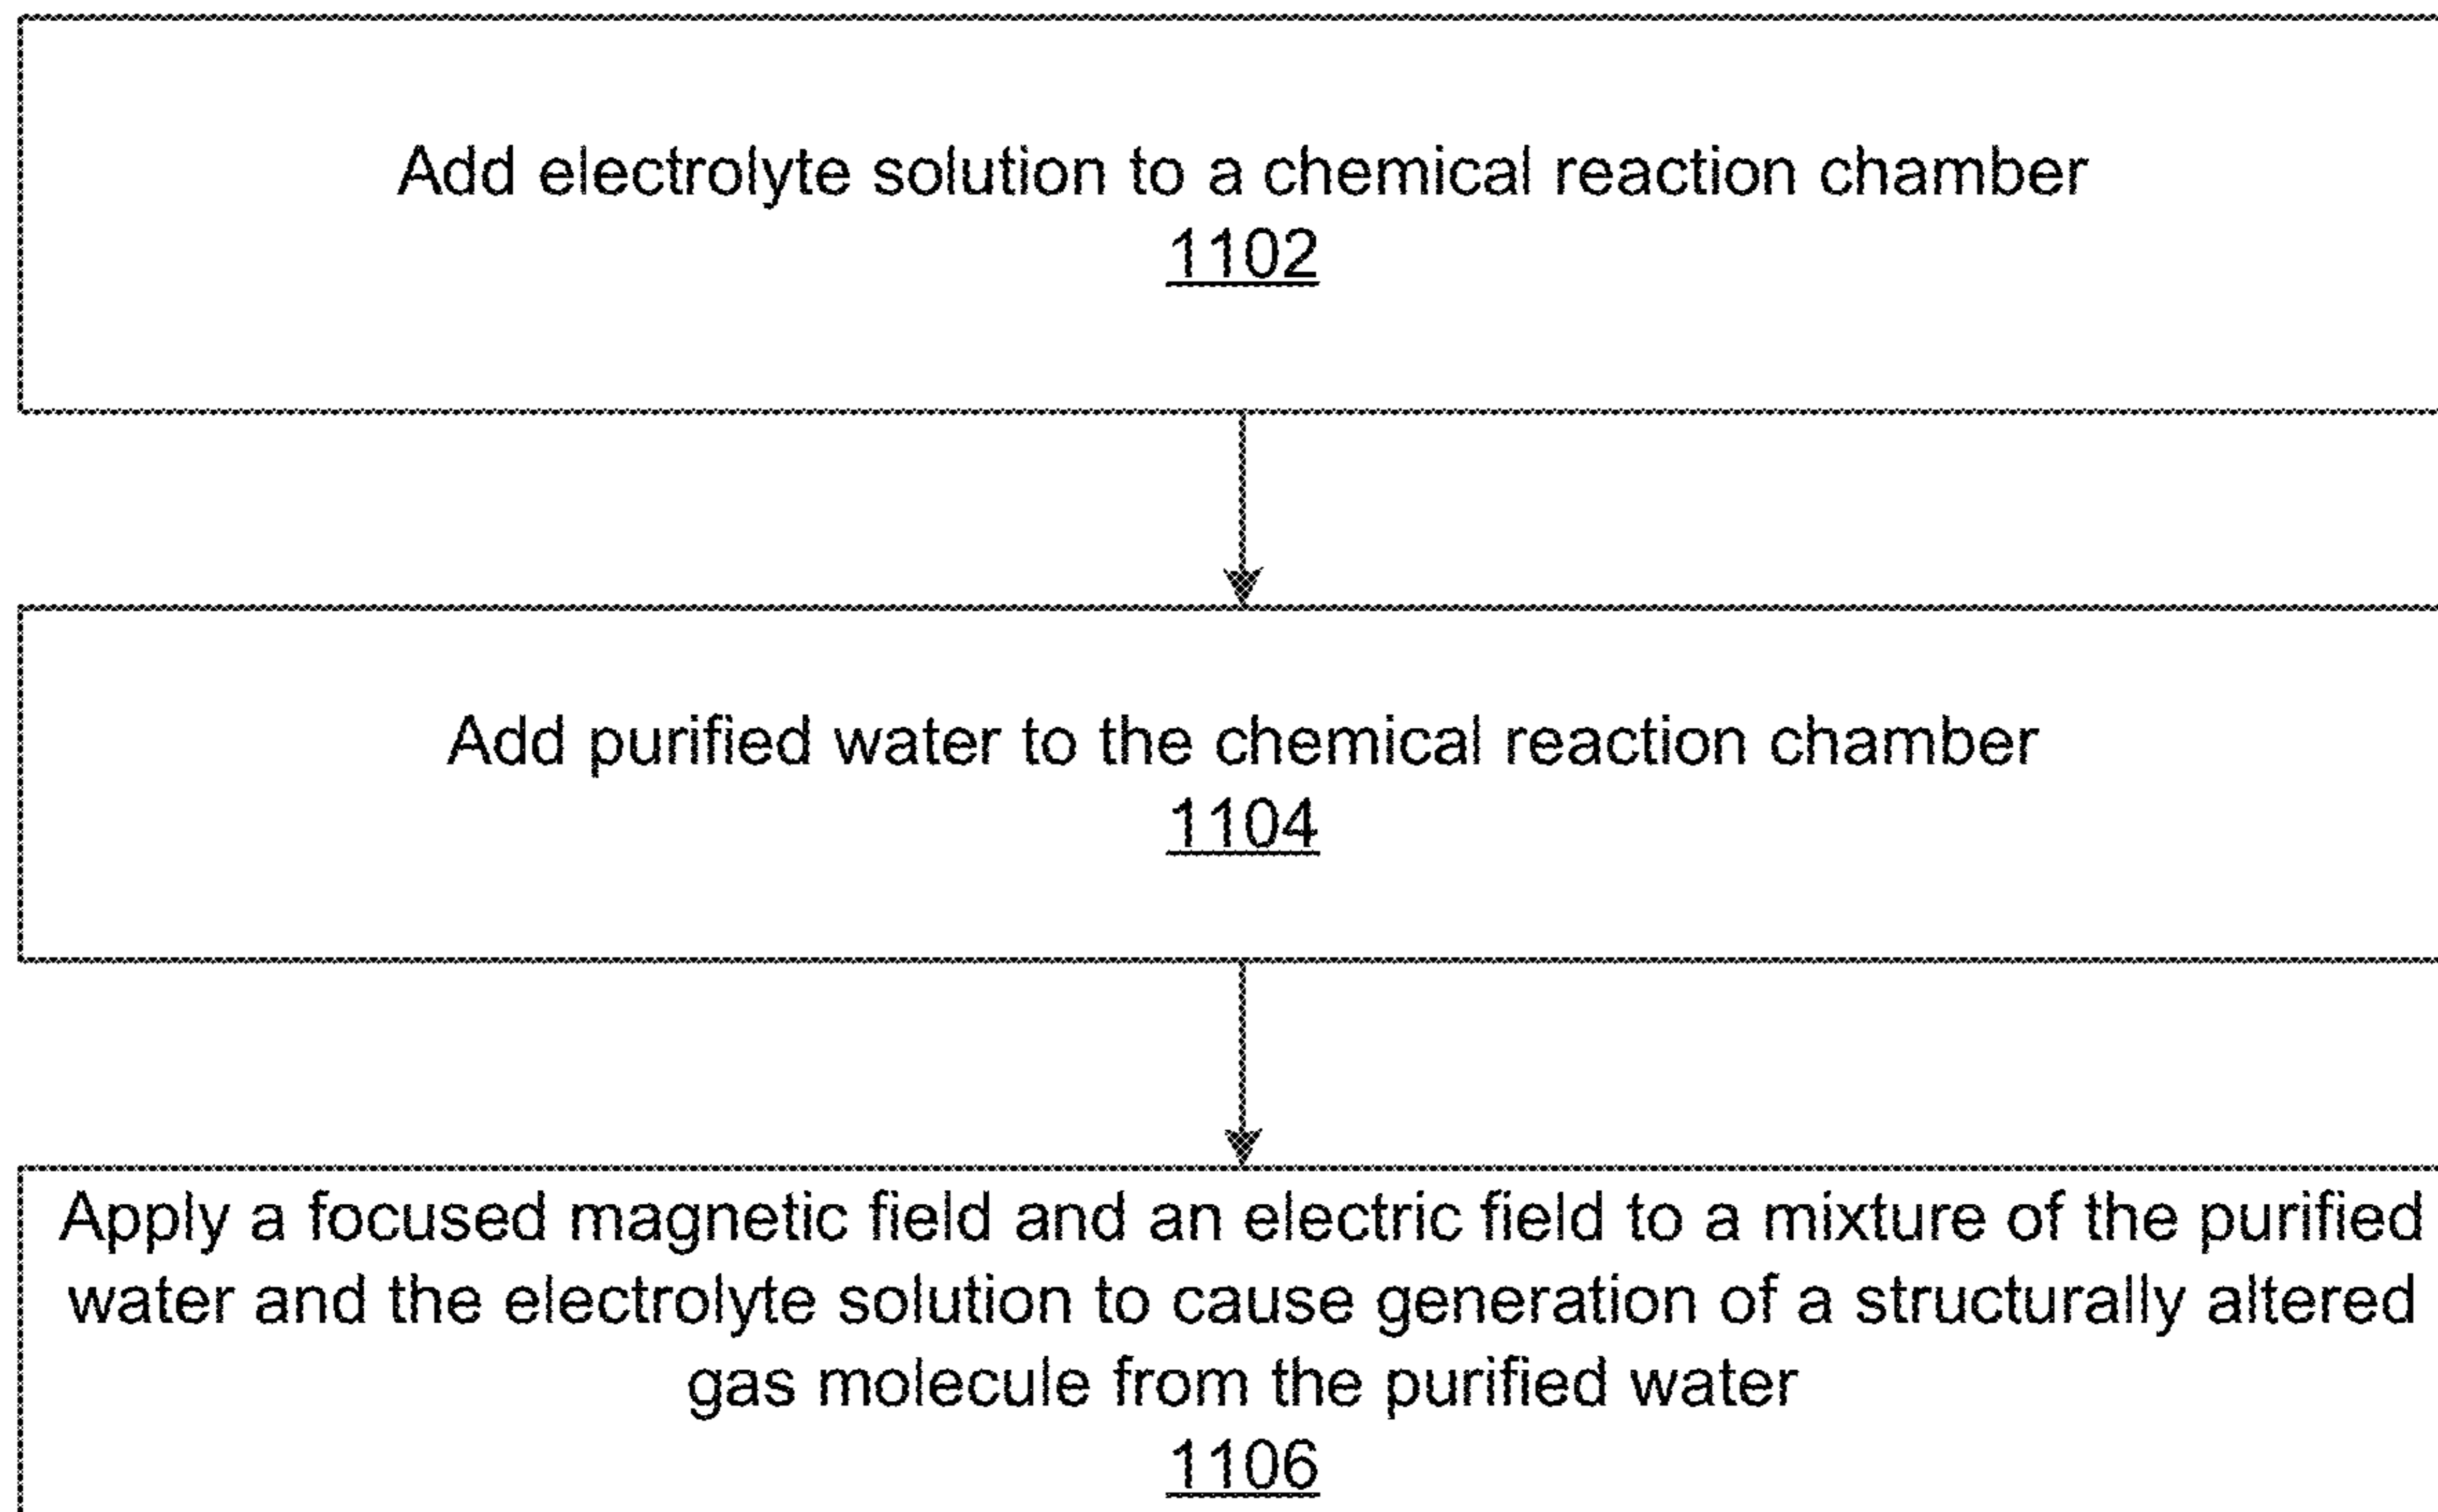 Add electrolyte solution to a chemical reaction chamber
1102
Add purified water to the chemical reaction chamber
1104
Apply a focused magnetic field and an electric field to a mixture of the purified
water and the electrolyte solution to cause generation of a structurally altered
gas molecule from the purified water
1106